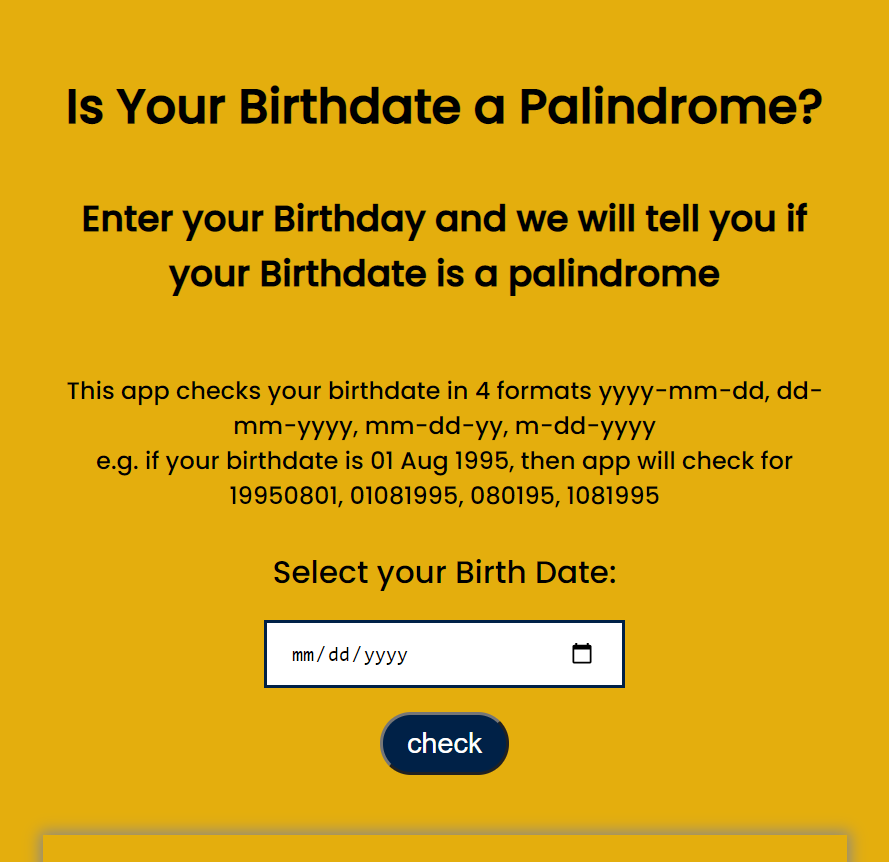 Is Your Birthdate a Palindrome?
Enter your Birthday and we will tell you if
your Birthdate is a palindrome
This app checks your birthdate in 4 formats yyyy-mm-dd, dd-
mm-yyyy, mm-dd-yy, m-dd-yyyy
e.g. if your birthdate is 01 Aug 1995, then app will check for
19950801, 01081995, 080195, 1081995
Select your Birth Date:
mm/dd/yyyy
check